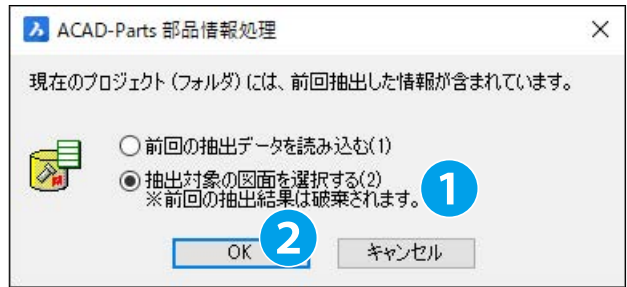 ACAD-Parts 部品情報処理
現在のプロジェクト (フォルダ) には、前回抽出した情報が含まれています。
前回の抽出データを読み込む(1)
抽出対象の図面を選択する(2)
※前回の抽出結果は破棄されます。
1
OK
2
キャンセル